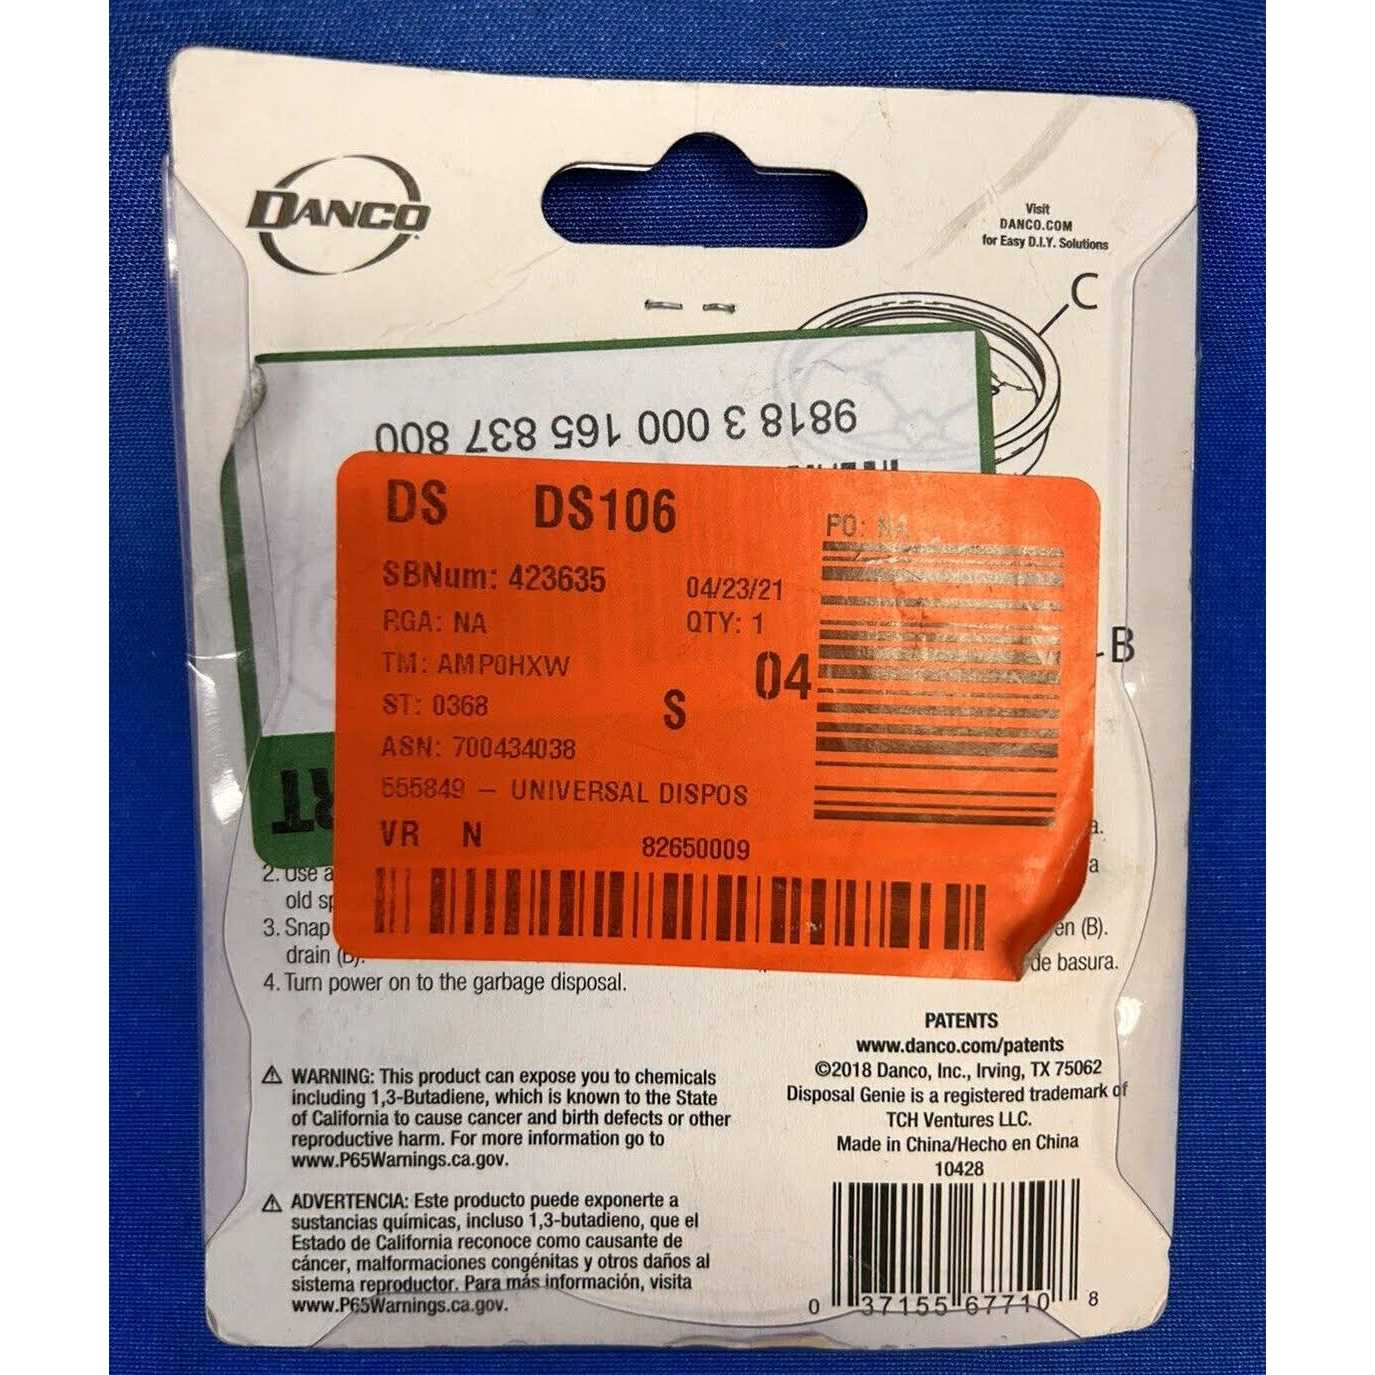 DANCO
Visit
DANCO.COM
for Easy D.I.Y. Solutions
C
9818 3 000 165 837 800
DS DS106
PO: NA
SBNum: 423635 04/23/21
RGA: NA QTY: 1
B
TM: AMP0HXW
04
ST: 0368 S
ASN: 700434038
555849 – UNIVERSAL DISPOS
RT
VR N 82650009
a.
2. Use a
a
old sp
3. Snap
en (B).
drain (D).
de basura.
4. Turn power on to the garbage disposal.
PATENTS
www.danco.com/patents
©2018 Danco, Inc., Irving, TX 75062
Disposal Genie is a registered trademark of
TCH Ventures LLC.
Made in China/Hecho en China
10428
⚠ WARNING: This product can expose you to chemicals
including 1,3-Butadiene, which is known to the State
of California to cause cancer and birth defects or other
reproductive harm. For more information go to
www.P65Warnings.ca.gov.
⚠ ADVERTENCIA: Este producto puede exponerte a
sustancias químicas, incluso 1,3-butadieno, que el
Estado de California reconoce como causante de
cáncer, malformaciones congénitas y otros daños al
sistema reproductor. Para más información, visita
www.P65Warnings.ca.gov.
0 37155 67710 8